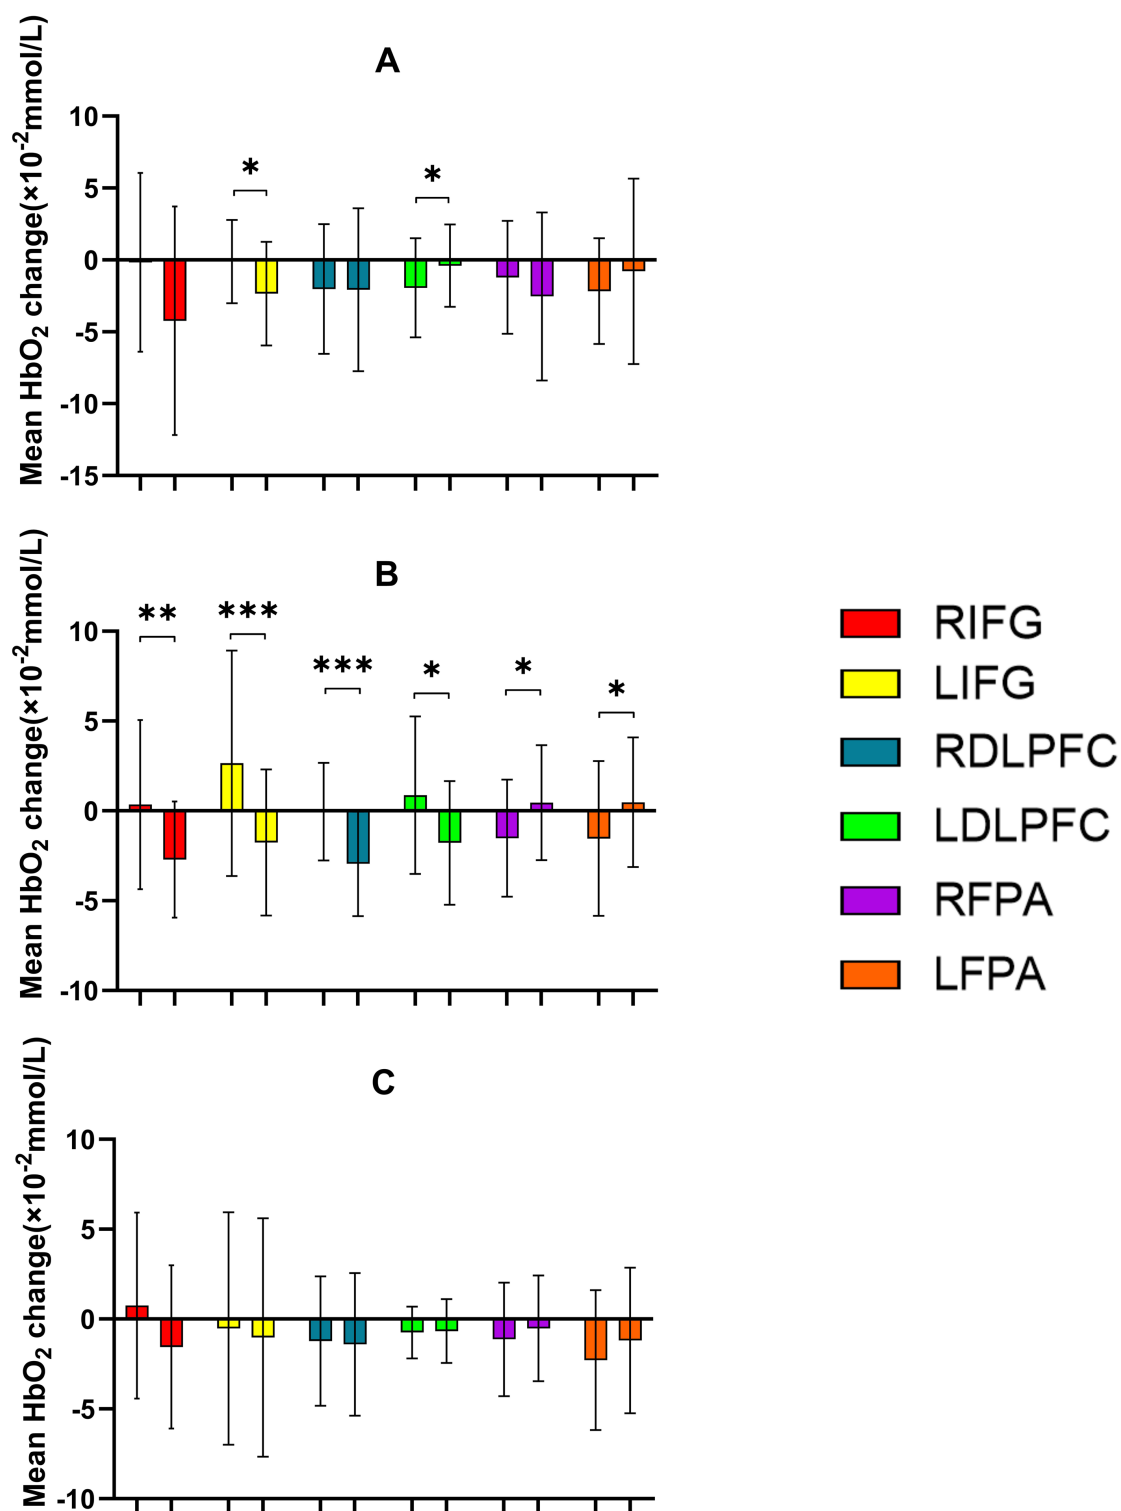 A
Mean HbO2 change(×10-2mmol/L)
10
5
0
-5
-10
-15
*
*
B
Mean HbO2 change(×10-2mmol/L)
10
5
0
-5
-10
**
***
***
*
*
*
RIFG
LIFG
RDLPFC
LDLPFC
RFPA
LFPA
C
Mean HbO2 change(×10-2mmol/L)
10
5
0
-5
-10